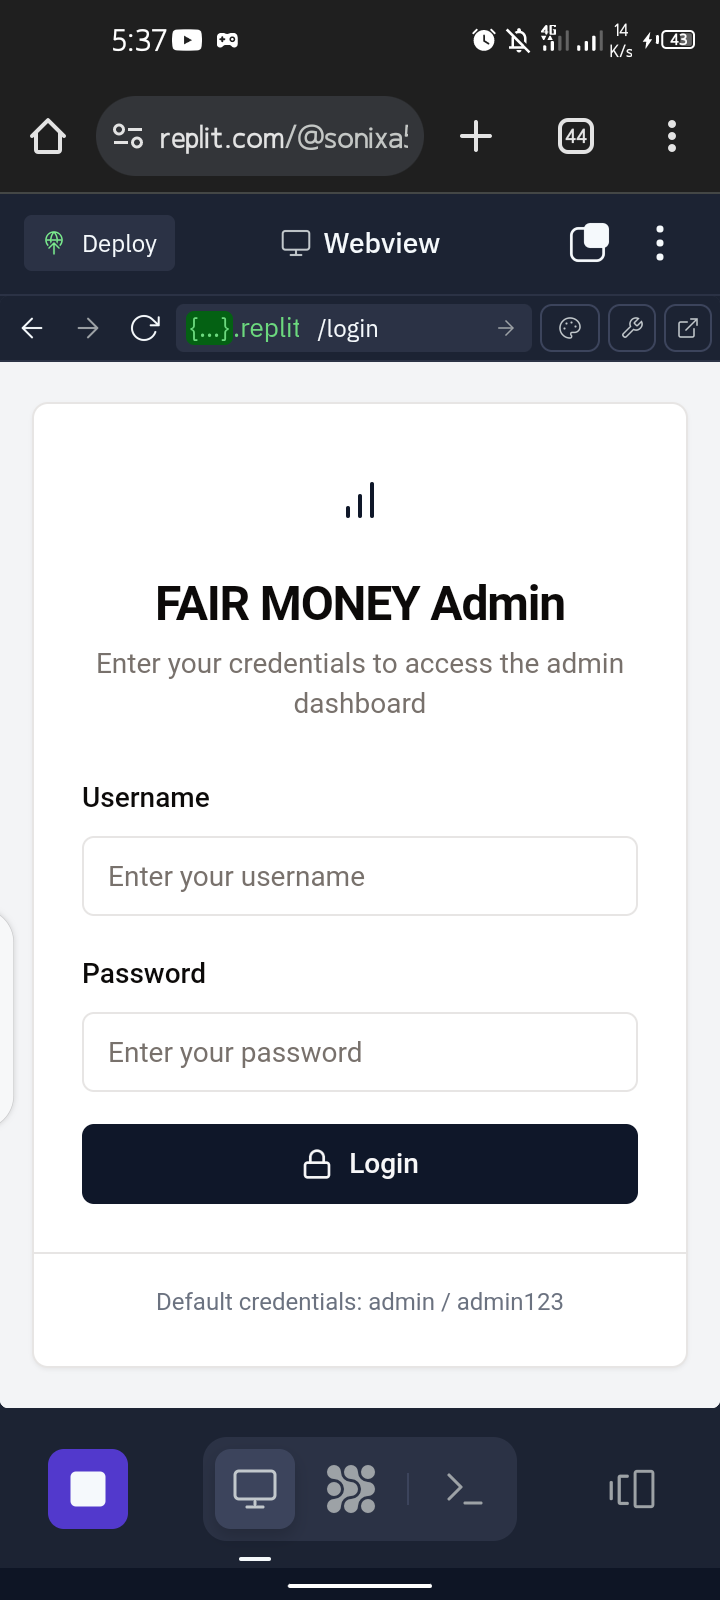 5:37
4G
14
K/s
43
replit.com/@sonixa
44
Deploy
Webview
{...}.replit /login
FAIR MONEY Admin
Enter your credentials to access the admin
dashboard
Username
Enter your username
Password
Enter your password
Login
Default credentials: admin / admin123